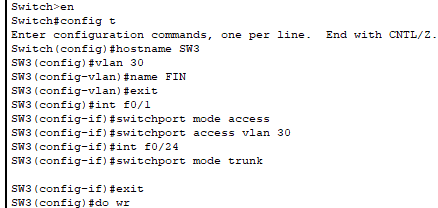 Switch>en
Switch#config t
Enter configuration commands, one per line.  End with CNTL/Z.
Switch(config)#hostname SW3
SW3(config)#vlan 30
SW3(config-vlan)#name FIN
SW3(config-vlan)#exit
SW3(config)#int f0/1
SW3(config-if)#switchport mode access
SW3(config-if)#switchport access vlan 30
SW3(config-if)#int f0/24
SW3(config-if)#switchport mode trunk
SW3(config-if)#exit
SW3(config)#do wr